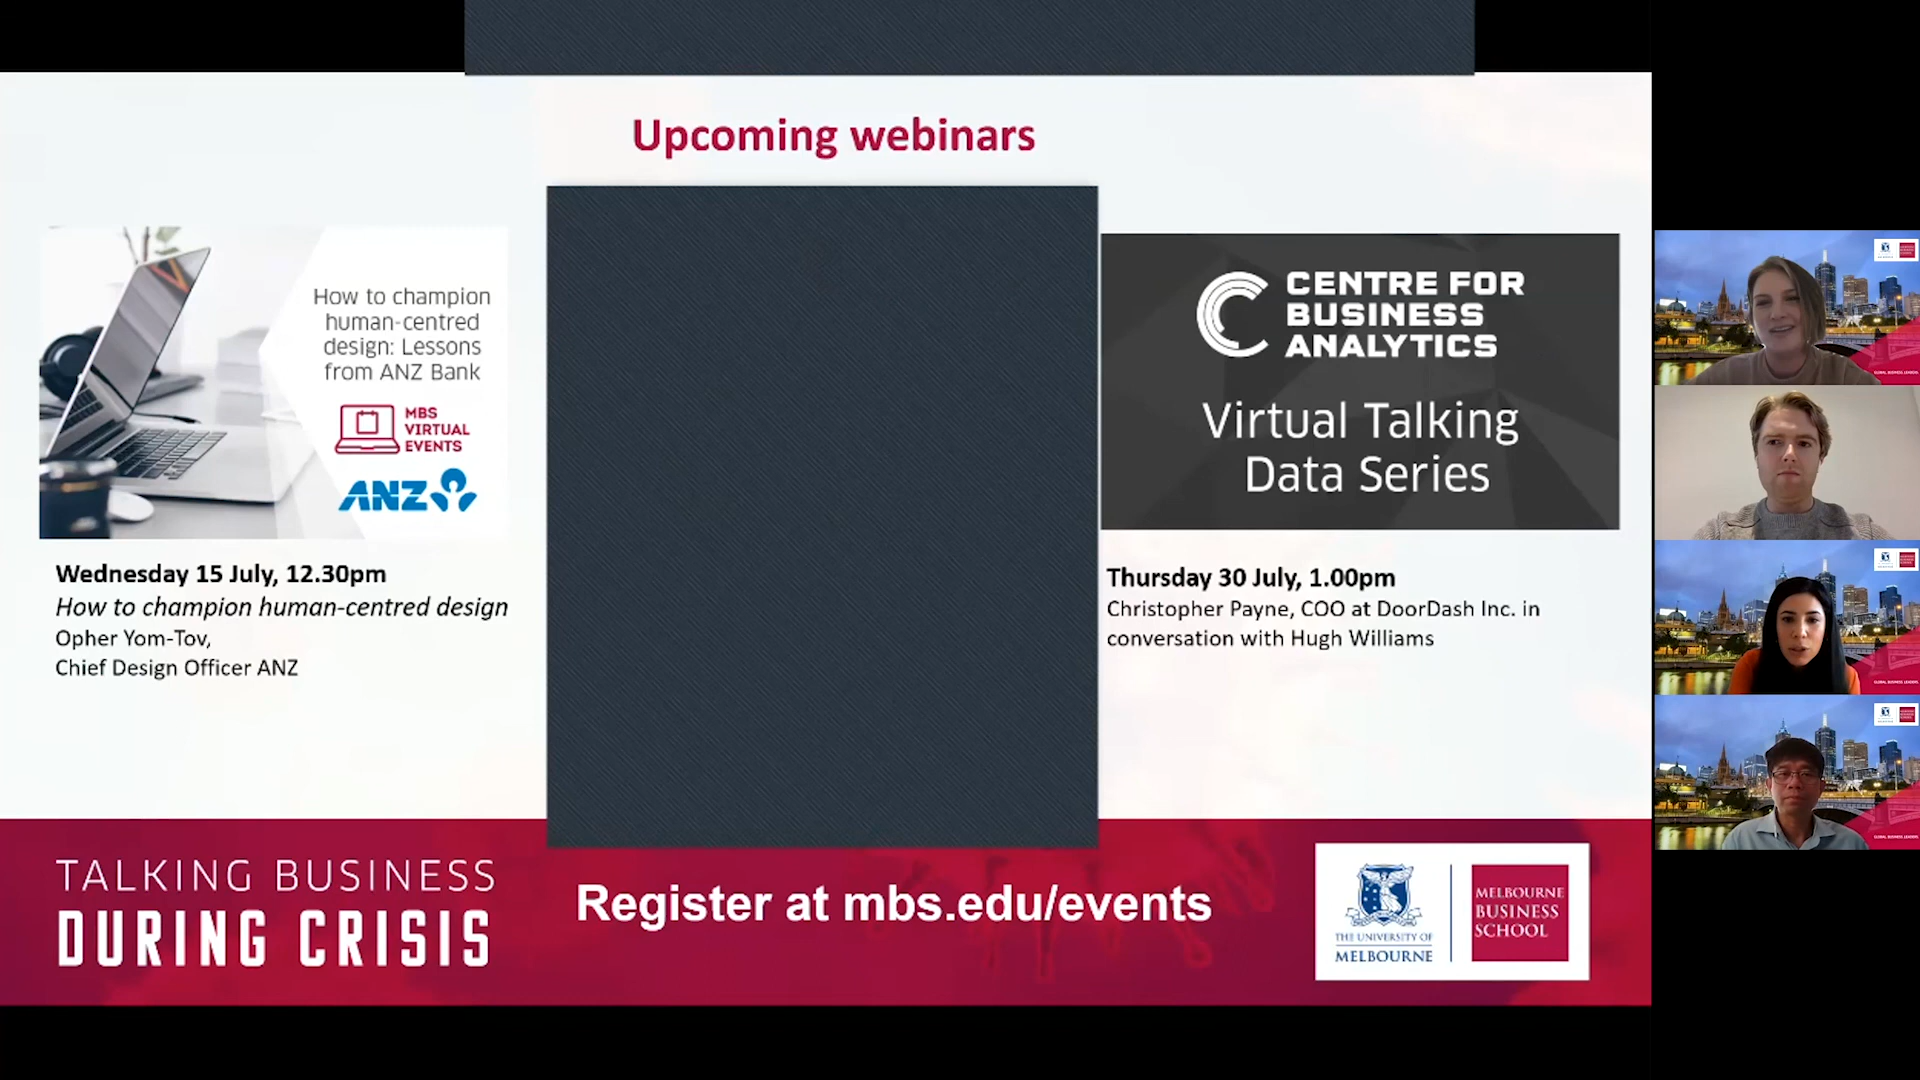 Upcoming webinars
How to champion
human-centred
design: Lessons
from ANZ Bank
MBS
VIRTUAL
EVENTS
ANZ
Wednesday 15 July, 12.30pm
How to champion human-centred design
Opher Yom-Tov,
Chief Design Officer ANZ
CENTRE FOR
BUSINESS
ANALYTICS
Virtual Talking
Data Series
Thursday 30 July, 1.00pm
Christopher Payne, COO at DoorDash Inc. in
conversation with Hugh Williams
TALKING BUSINESS
DURING CRISIS
Register at mbs.edu/events
THE UNIVERSITY OF
MELBOURNE
MELBOURNE
BUSINESS
SCHOOL